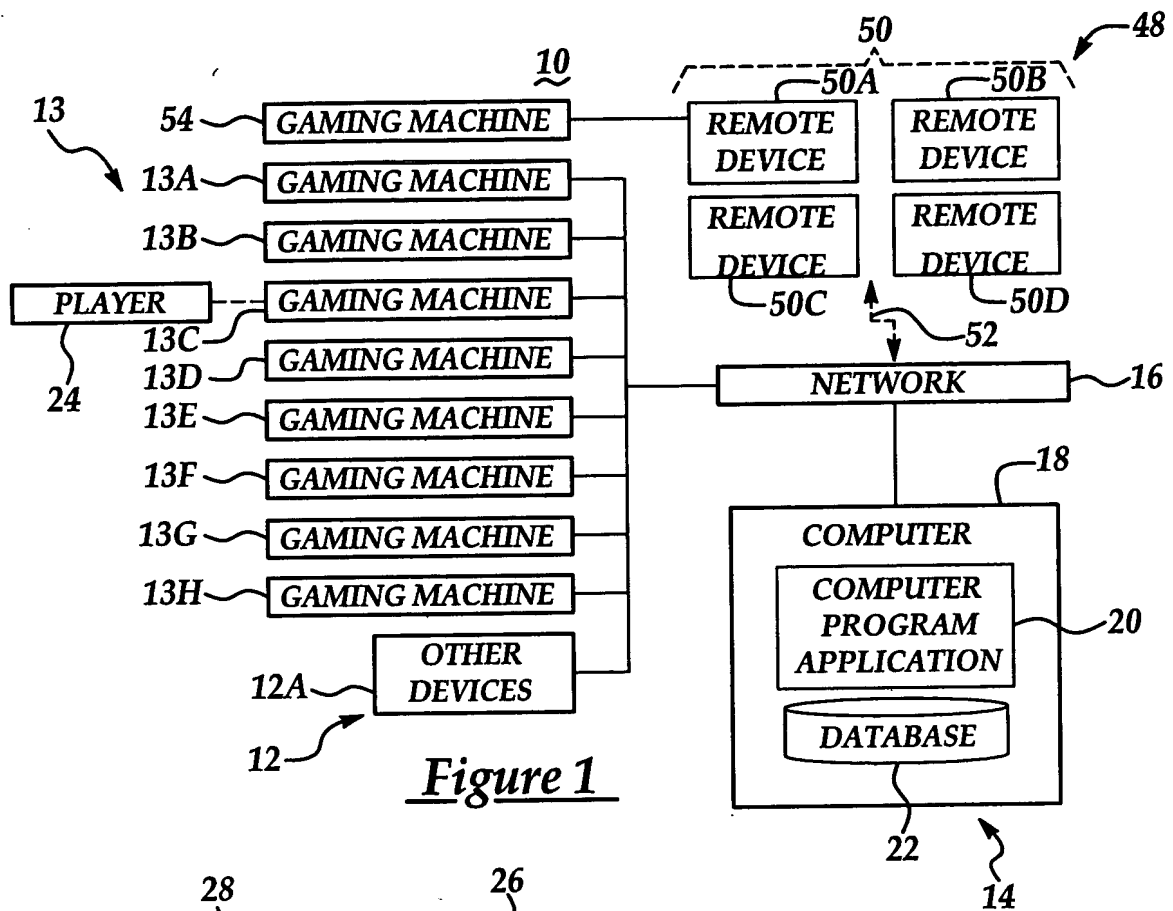 50
48
10
50A
50B
13
54
GAMING MACHINE
REMOTE
DEVICE
REMOTE
DEVICE
13A
GAMING MACHINE
13B
GAMING MACHINE
REMOTE
DEVICE
50C
REMOTE
DEVICE
50D
PLAYER
24
GAMING MACHINE
13C
52
13D
GAMING MACHINE
NETWORK
16
13E
GAMING MACHINE
13F
GAMING MACHINE
18
13G
GAMING MACHINE
COMPUTER
13H
GAMING MACHINE
COMPUTER
PROGRAM
APPLICATION
20
OTHER
DEVICES
12A
12
DATABASE
22
14
Figure 1
28
26